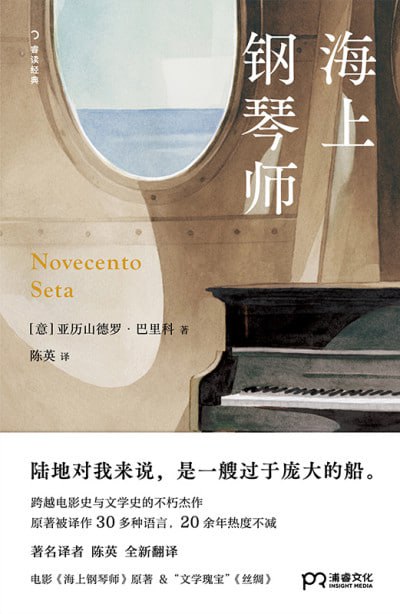 睿读经典
海上
钢琴师
Novecento
Seta
[意] 亚历山德罗·巴里科 著
陈英 译
陆地对我来说，是一艘过于庞大的船。
跨越电影史与文学史的不朽杰作
原著被译作 30 多种语言，20 余年热度不减
著名译者 陈英 全新翻译
电影《海上钢琴师》原著 & “文学瑰宝”《丝绸》
浦睿文化
INSIGHT MEDIA